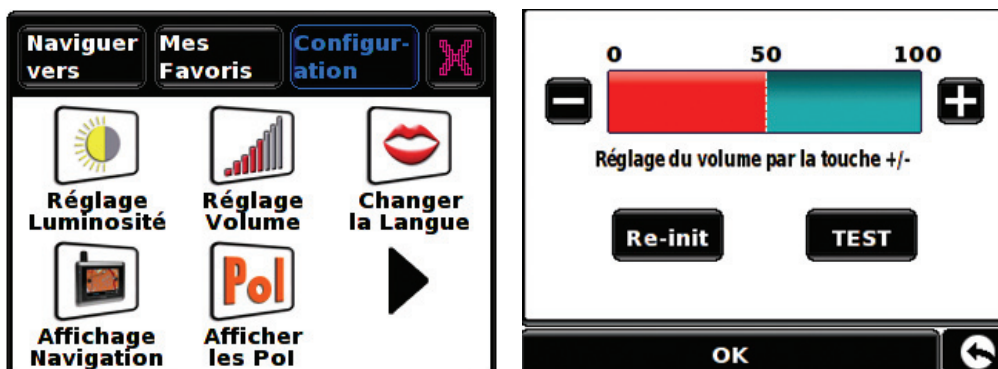 Naviguer vers
Mes Favoris
Configur-ation
Réglage Luminosité
Réglage Volume
Changer la Langue
PoI
Affichage Navigation
Afficher les PoI
0 50 100
Réglage du volume par la touche +/-
Re-init
TEST
OK